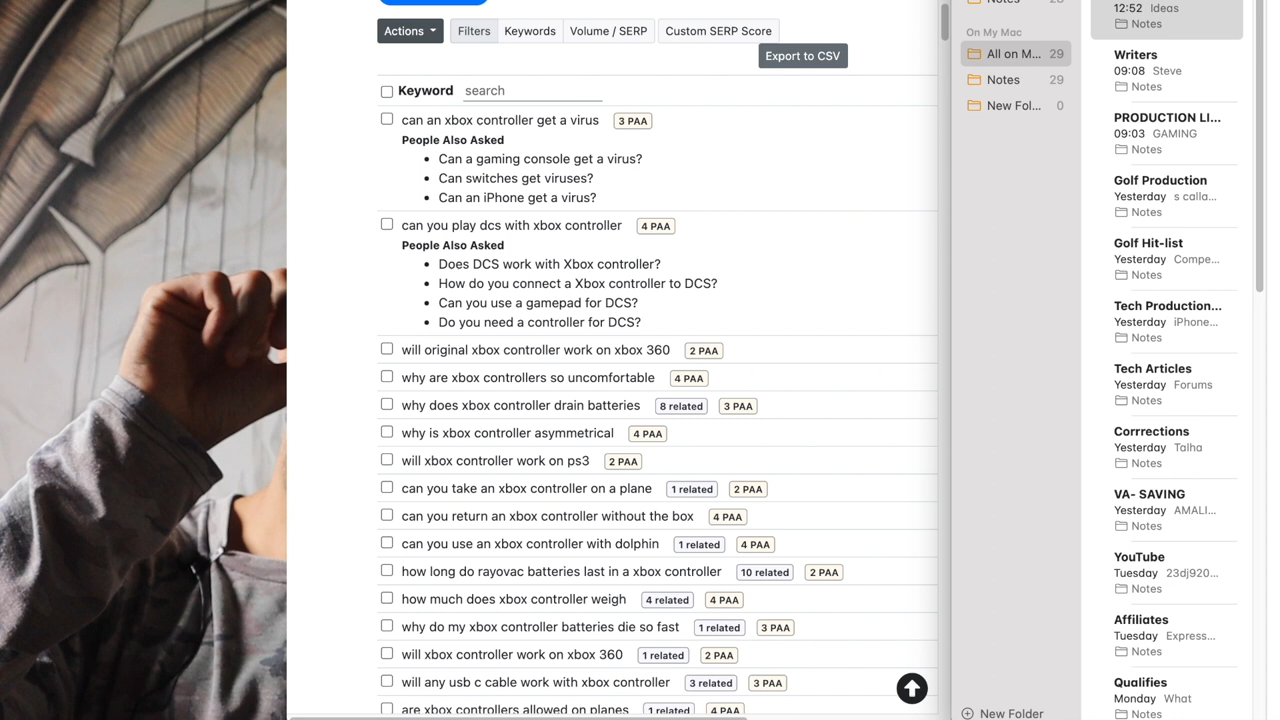 Actions Filters Keywords Volume / SERP Custom SERP Score
Export to CSV
Keyword search
can an xbox controller get a virus 3 PAA
People Also Asked
Can a gaming console get a virus?
Can switches get viruses?
Can an iPhone get a virus?
can you play dcs with xbox controller 4 PAA
People Also Asked
Does DCS work with Xbox controller?
How do you connect a Xbox controller to DCS?
Can you use a gamepad for DCS?
Do you need a controller for DCS?
will original xbox controller work on xbox 360 2 PAA
why are xbox controllers so uncomfortable 4 PAA
why does xbox controller drain batteries 8 related 3 PAA
why is xbox controller asymmetrical 4 PAA
will xbox controller work on ps3 2 PAA
can you take an xbox controller on a plane 1 related 2 PAA
can you return an xbox controller without the box 4 PAA
can you use an xbox controller with dolphin 1 related 4 PAA
how long do rayovac batteries last in a xbox controller 10 related 2 PAA
how much does xbox controller weigh 4 related 4 PAA
why do my xbox controller batteries die so fast 1 related 3 PAA
will xbox controller work on xbox 360 1 related 2 PAA
will any usb c cable work with xbox controller 3 related 3 PAA
are xbox controllers allowed on planes 1 related 4 PAA
Notes
On My Mac
All on M... 29
Notes 29
New Fol... 0
New Folder
12:52 Ideas
Notes
Writers
09:08 Steve
Notes
PRODUCTION LI...
09:03 GAMING
Notes
Golf Production
Yesterday s calla...
Notes
Golf Hit-list
Yesterday Compe...
Notes
Tech Production...
Yesterday iPhone...
Notes
Tech Articles
Yesterday Forums
Notes
Corrrections
Yesterday Talha
Notes
VA- SAVING
Yesterday AMALI...
Notes
YouTube
Tuesday 23dj920...
Notes
Affiliates
Tuesday Express...
Notes
Qualifies
Monday What
Notes